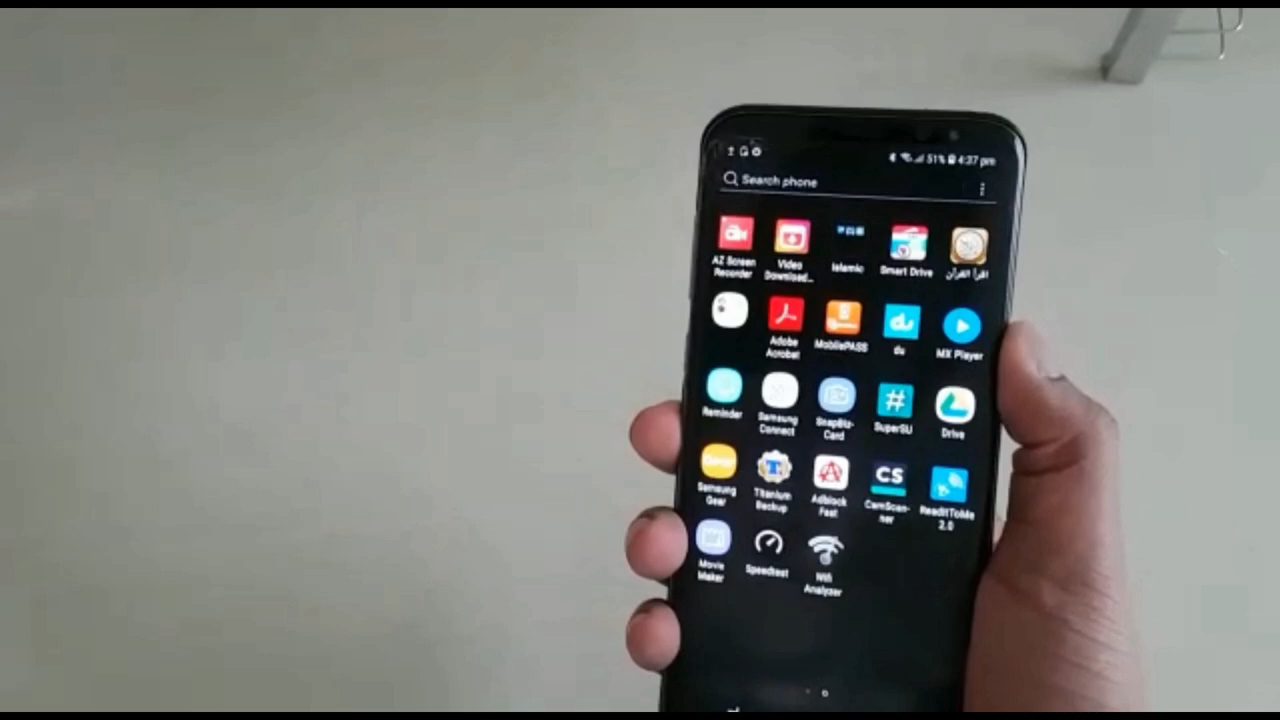 51% 4:37 pm
Search phone
AZ Screen
Recorder
Video
Download...
Islamic
Smart Drive
اقرأ القرآن
Adobe
Acrobat
MobilePASS
du
du
MX Player
Reminder
Samsung
Connect
SnapBiz-
Card
#
SuperSU
Drive
Samsung
Gear
Titanium
Backup
Adblock
Fast
CS
CamScan-
ner
ReadItToMe
2.0
Movie
Maker
Speedtest
Wifi
Analyzer